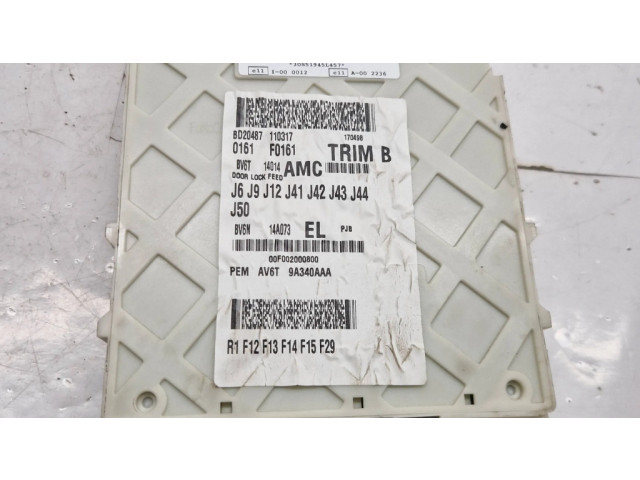 *30851945L457*
e11 I-00 0012 e11 A-00 2236
BD20487 110317 170498
0161 F0161 TRIM B
BV6T 14014 AMC
DOOR LOCK FEED
J6 J9 J12 J41 J42 J43 J44
J50
BV6N 14A073 EL PJB
00F002000800
PEM AV6T 9A340AAA
R1 F12 F13 F14 F15 F29